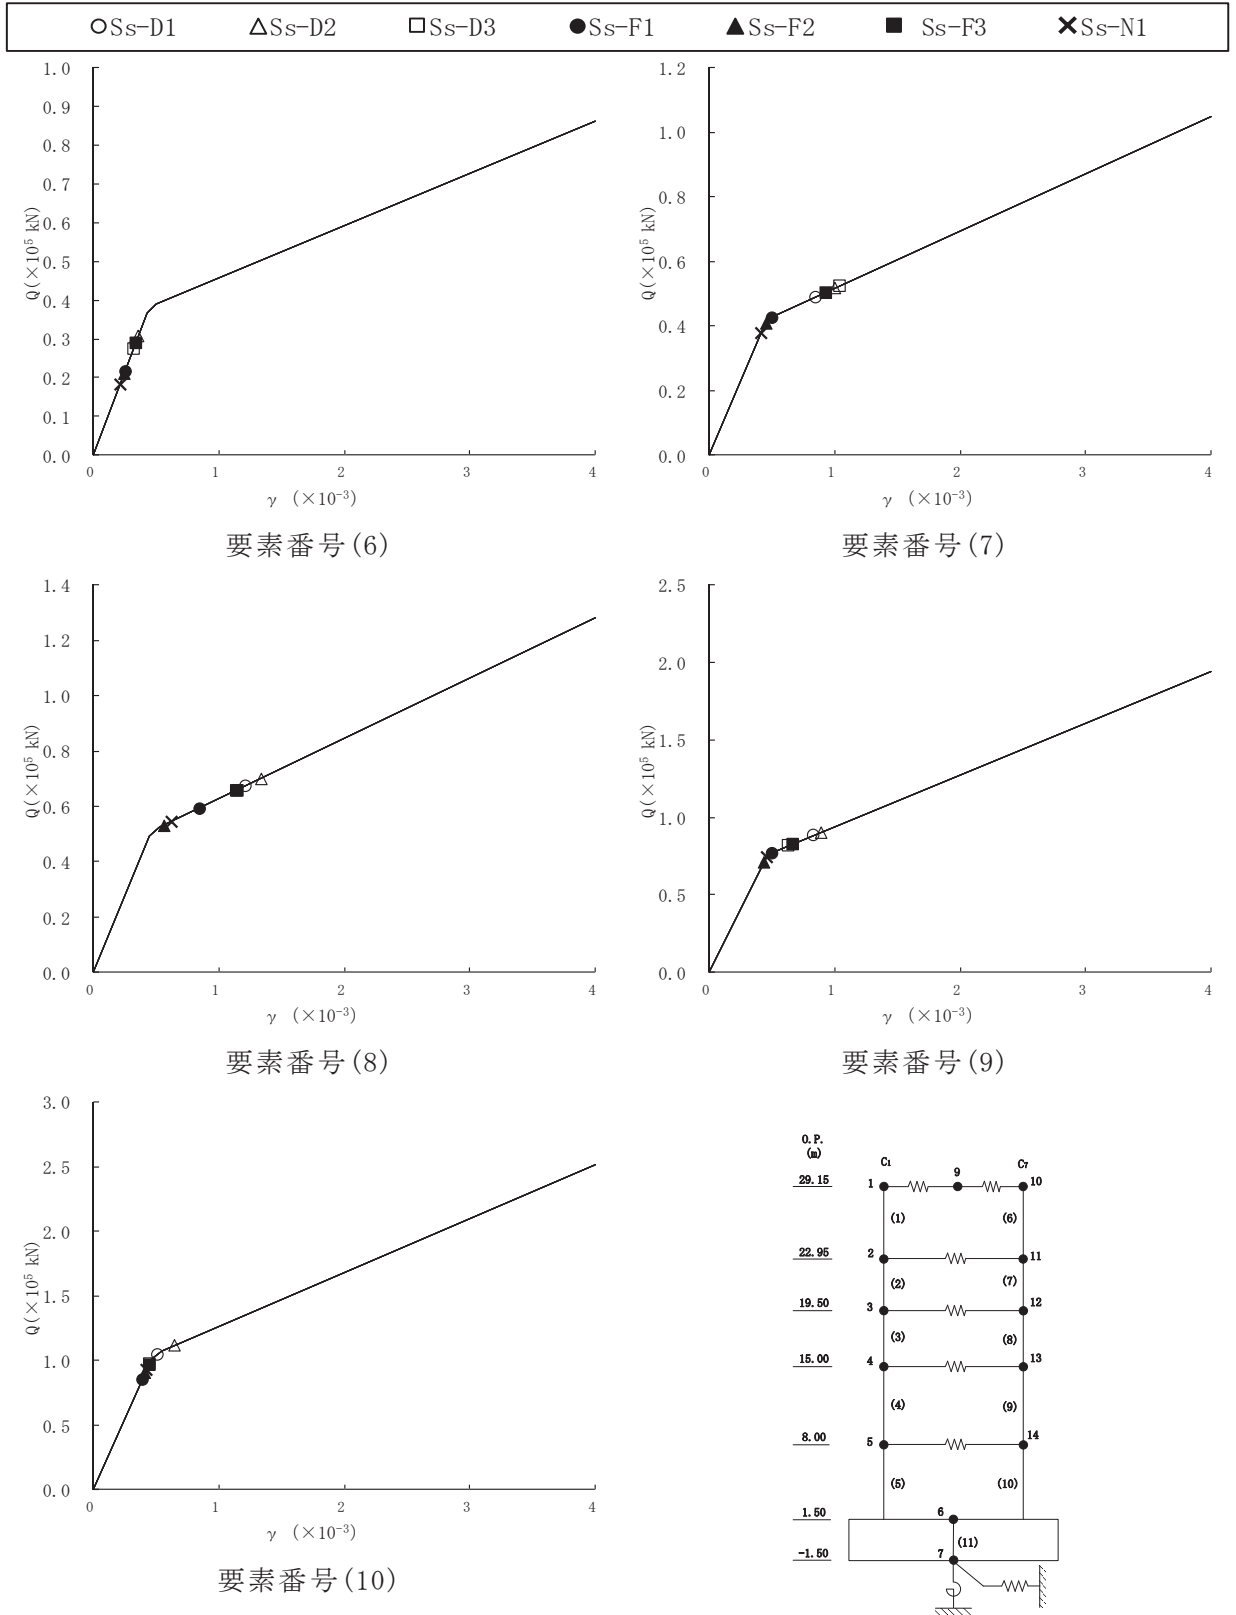 ○Ss-D1 △Ss-D2 □Ss-D3 ●Ss-F1 ▲Ss-F2 ■ Ss-F3 ×Ss-N1
1.0
0.9
0.8
0.7
0.6
0.5
0.4
0.3
0.2
0.1
0.0
Q(×10⁵ kN)
0 1 2 3 4
γ (×10⁻³)
要素番号(6)
1.2
1.0
0.8
0.6
0.4
0.2
0.0
Q(×10⁵ kN)
0 1 2 3 4
γ (×10⁻³)
要素番号(7)
1.4
1.2
1.0
0.8
0.6
0.4
0.2
0.0
Q(×10⁵ kN)
0 1 2 3 4
γ (×10⁻³)
要素番号(8)
2.5
2.0
1.5
1.0
0.5
0.0
Q(×10⁵ kN)
0 1 2 3 4
γ (×10⁻³)
要素番号(9)
3.0
2.5
2.0
1.5
1.0
0.5
0.0
Q(×10⁵ kN)
0 1 2 3 4
γ (×10⁻³)
要素番号(10)
O.P.
(m)
C₁ C₇
29.15 1 9 10
(1) (6)
22.95 2 11
(2) (7)
19.50 3 12
(3) (8)
15.00 4 13
(4) (9)
8.00 5 14
(5) (10)
1.50 6
(11)
-1.50 7